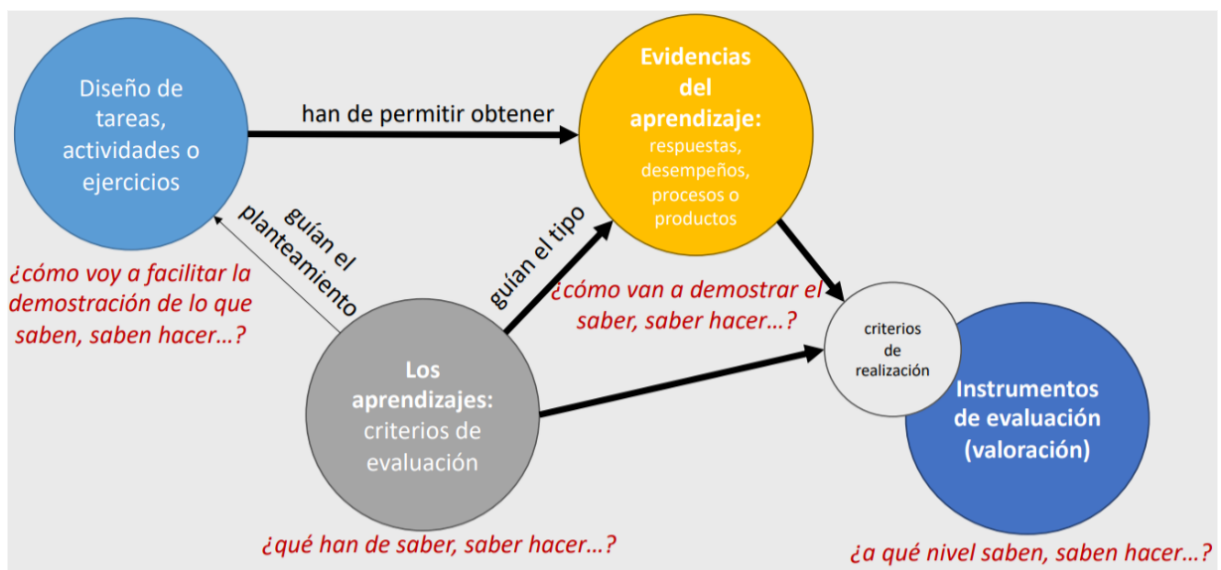 Diseño de
tareas,
actividades o
ejercicios
han de permitir obtener
Evidencias
del
aprendizaje:
respuestas,
desempeños,
procesos o
productos
guían el
planteamiento
guían el tipo
¿cómo voy a facilitar la
demostración de lo que
saben, saben hacer...?
¿cómo van a demostrar el
saber, saber hacer...?
criterios
de
realización
Los
aprendizajes:
criterios de
evaluación
Instrumentos
de evaluación
(valoración)
¿qué han de saber, saber hacer...?
¿a qué nivel saben, saben hacer...?